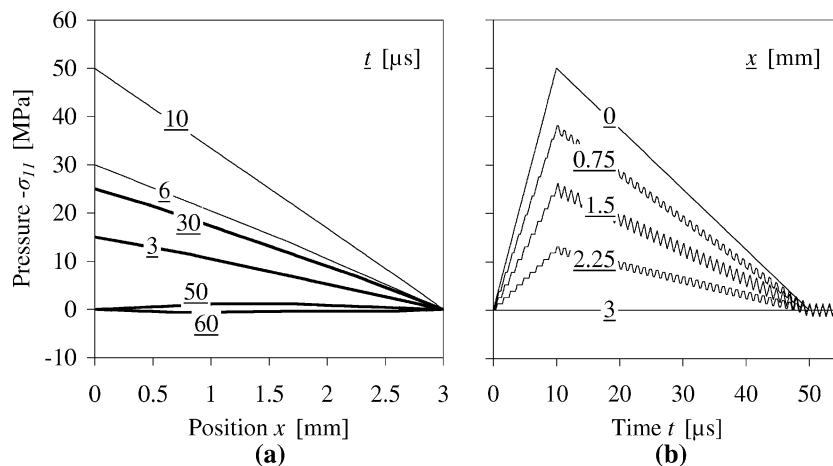 60
50
40
30
20
10
0
-10
Pressure -σ11 [MPa]
t [µs]
10
6
30
3
50
60
0 0.5 1 1.5 2 2.5 3
Position x [mm]
(a)
x [mm]
0
0.75
1.5
2.25
3
0 10 20 30 40 50
Time t [µs]
(b)